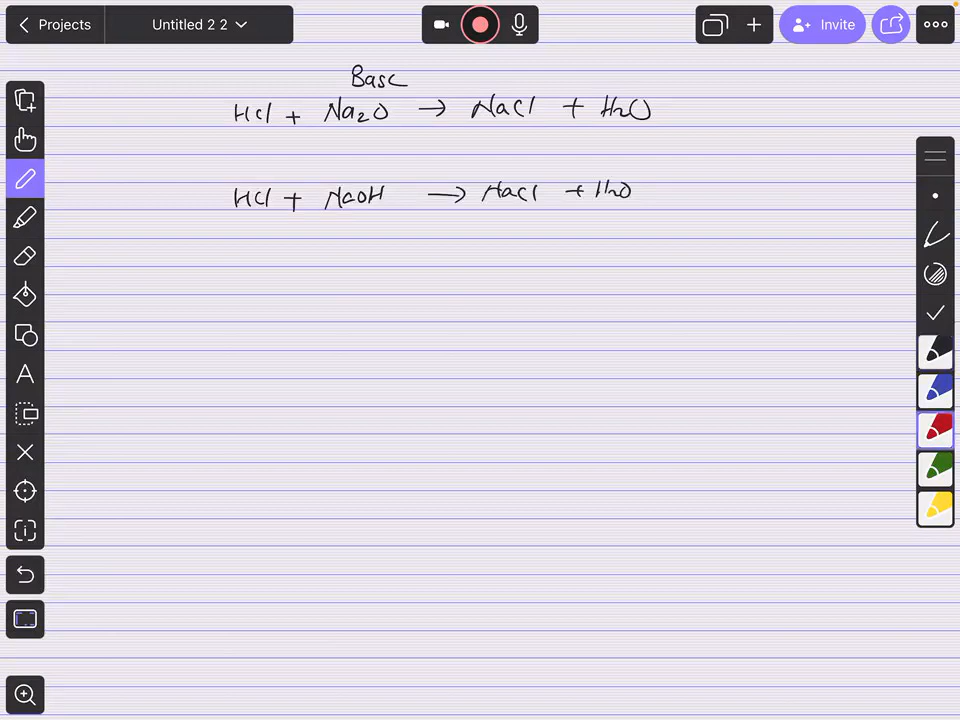 Projects
Untitled 2 2
Invite
Base
HCl + Na₂O → NaCl + H₂O
HCl + NaOH → NaCl + H₂O
A